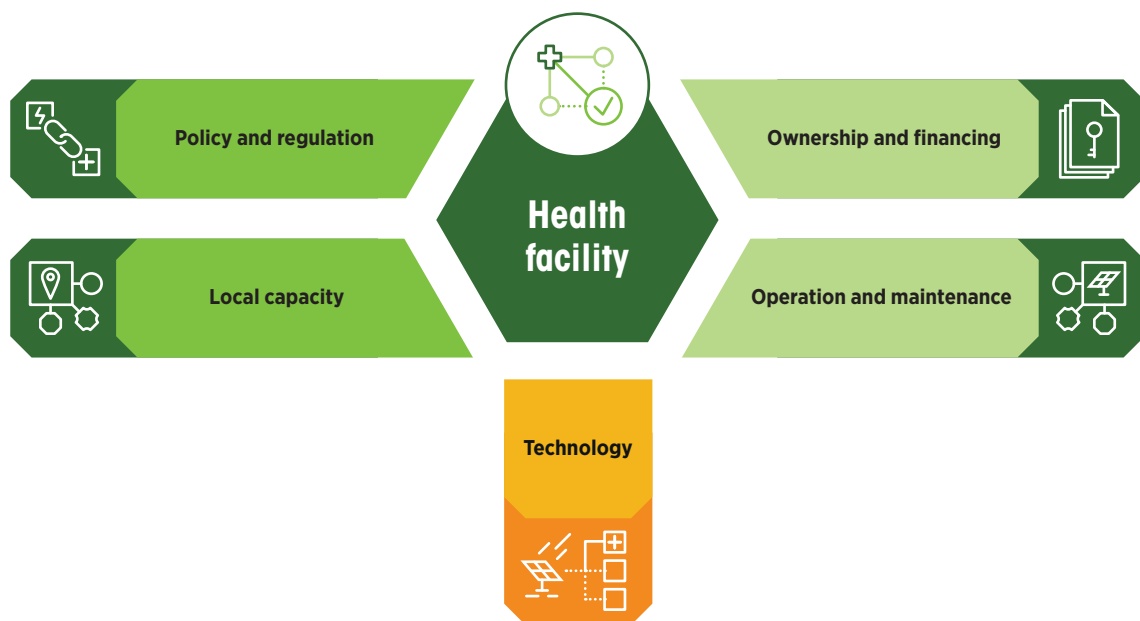 Policy and regulation
Ownership and financing
Health
facility
Local capacity
Operation and maintenance
Technology